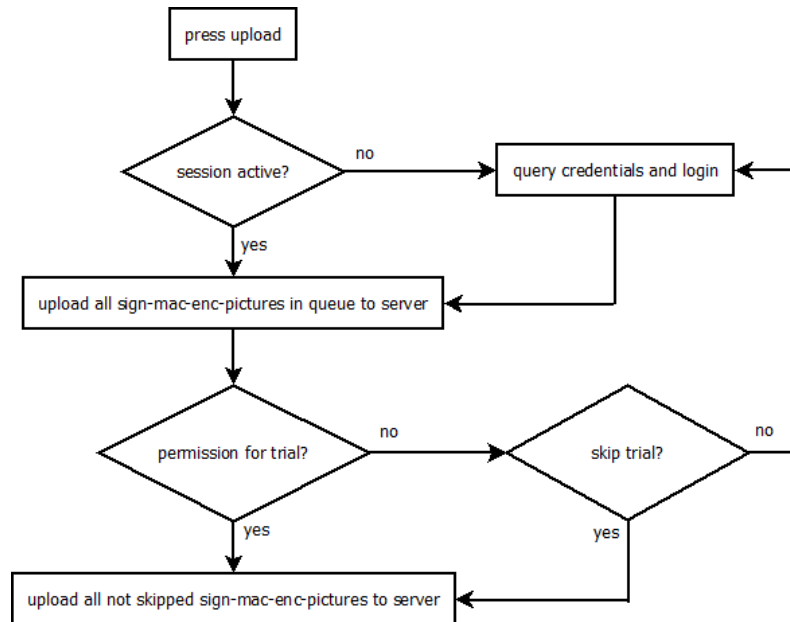 press upload
session active?
no
query credentials and login
yes
upload all sign-mac-enc-pictures in queue to server
permission for trial?
no
skip trial?
no
yes
yes
upload all not skipped sign-mac-enc-pictures to server